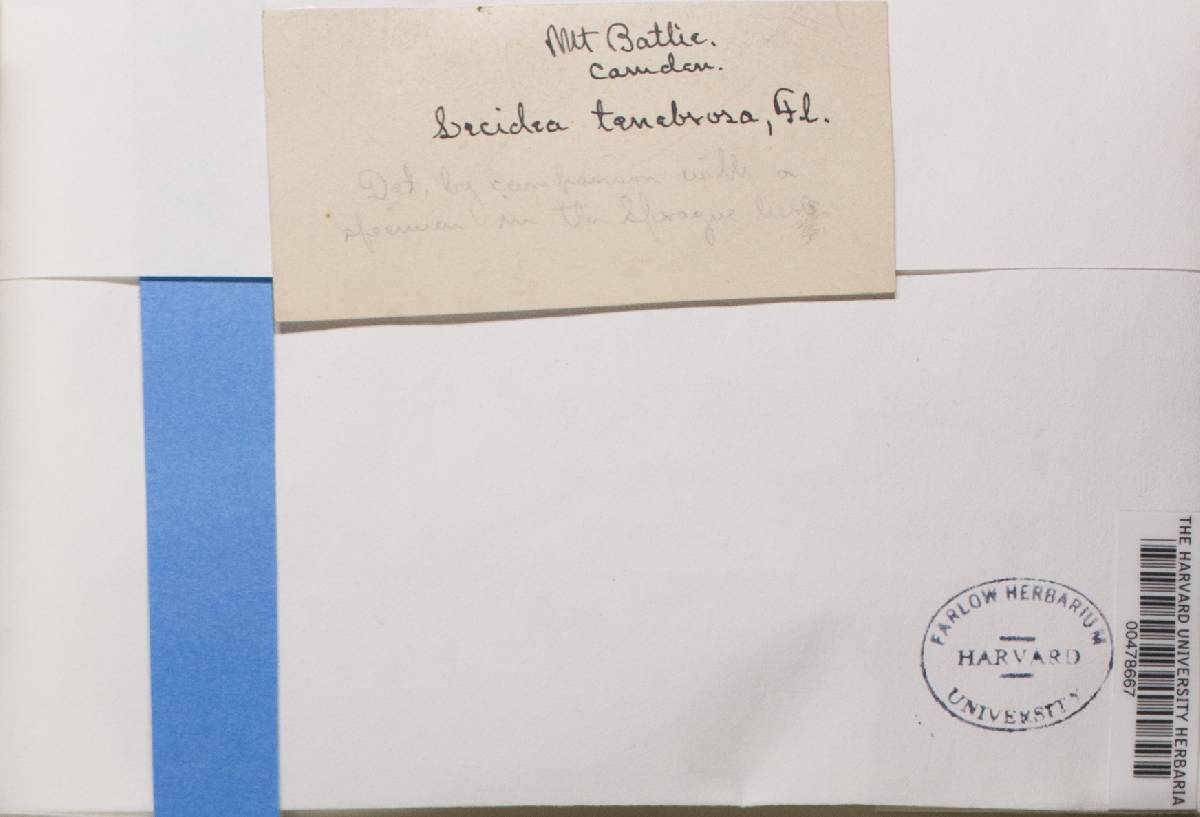 Mt Batlie.
Camden.
Lecidea tenebrosa, Fl.
Det. by comparison with a
specimen in the Sprague herb.
FARLOW HERBARIUM
HARVARD
UNIVERSITY
THE HARVARD UNIVERSITY HERBARIA
00478667